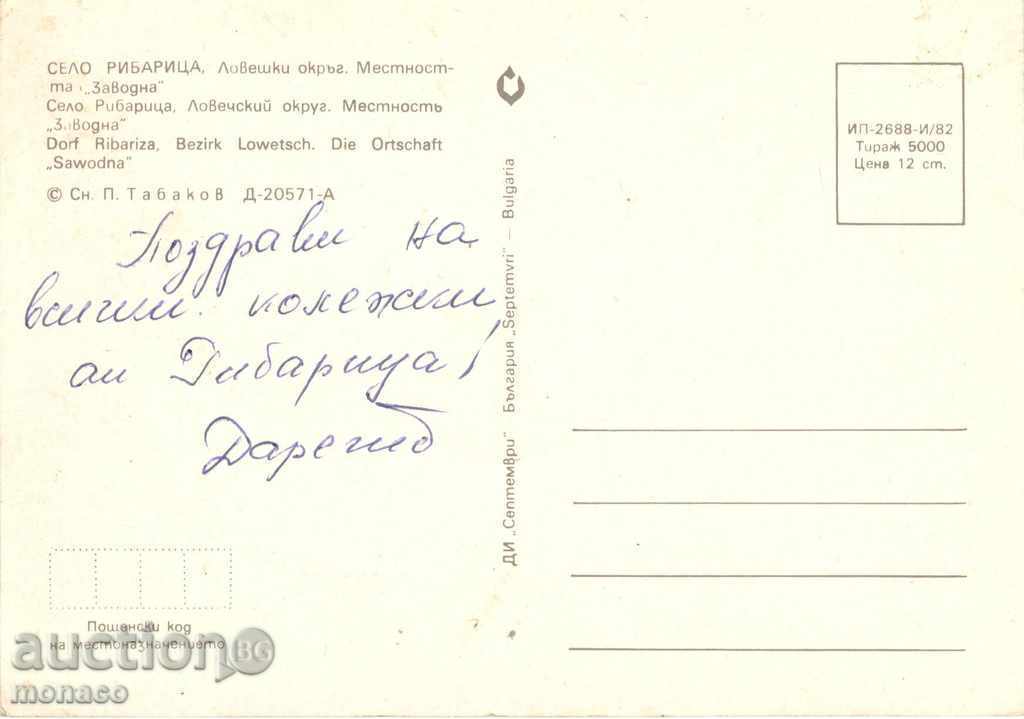 СЕЛО РИБАРИЦА, Ловешки окръг. Местност-
та „Заводна“
Село Рибарица, Ловечский округ. Местность
„Заводна“
Dorf Ribariza, Bezirk Lowetsch. Die Ortschaft
„Sawodna“
© Сн. П. Табаков Д-20571-А
Поздрави на
всички колежки
от Рибарица!
ДИ „Септември“ България „Septemvri“ — Bulgaria
ИП-2688-И/82
Тираж 5000
Цена 12 ст.
Пощенски код
на местоназначението
auction BG
monaco